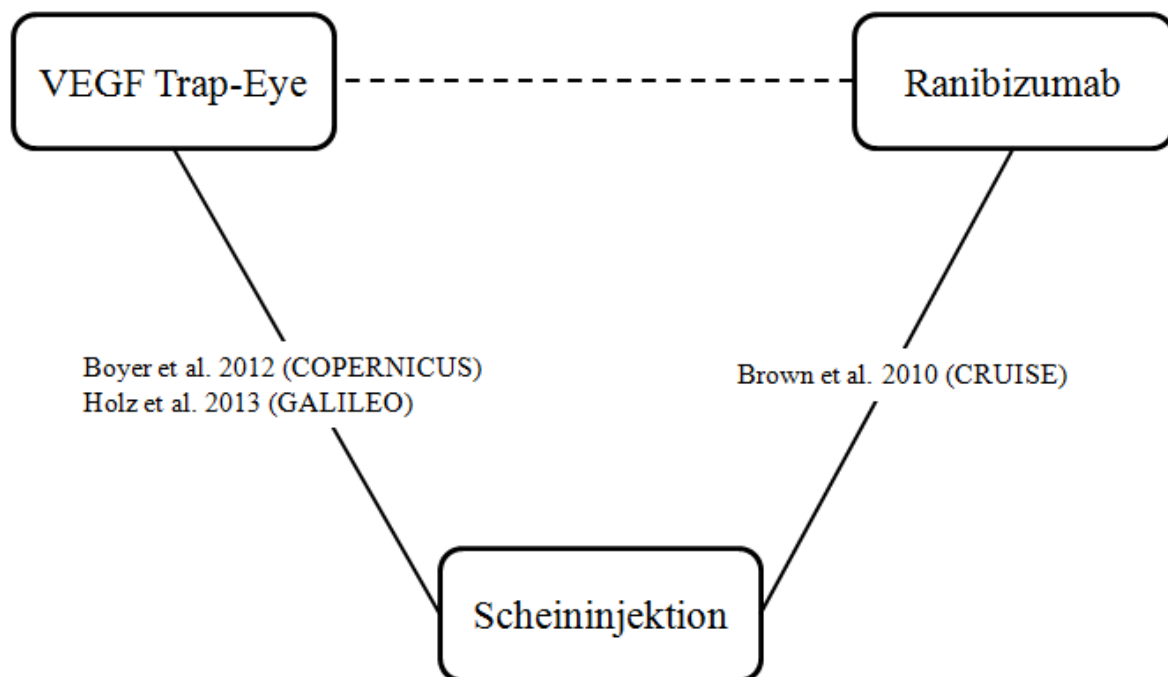 VEGF Trap-Eye
Ranibizumab
Boyer et al. 2012 (COPERNICUS)
Holz et al. 2013 (GALILEO)
Brown et al. 2010 (CRUISE)
Scheininjektion